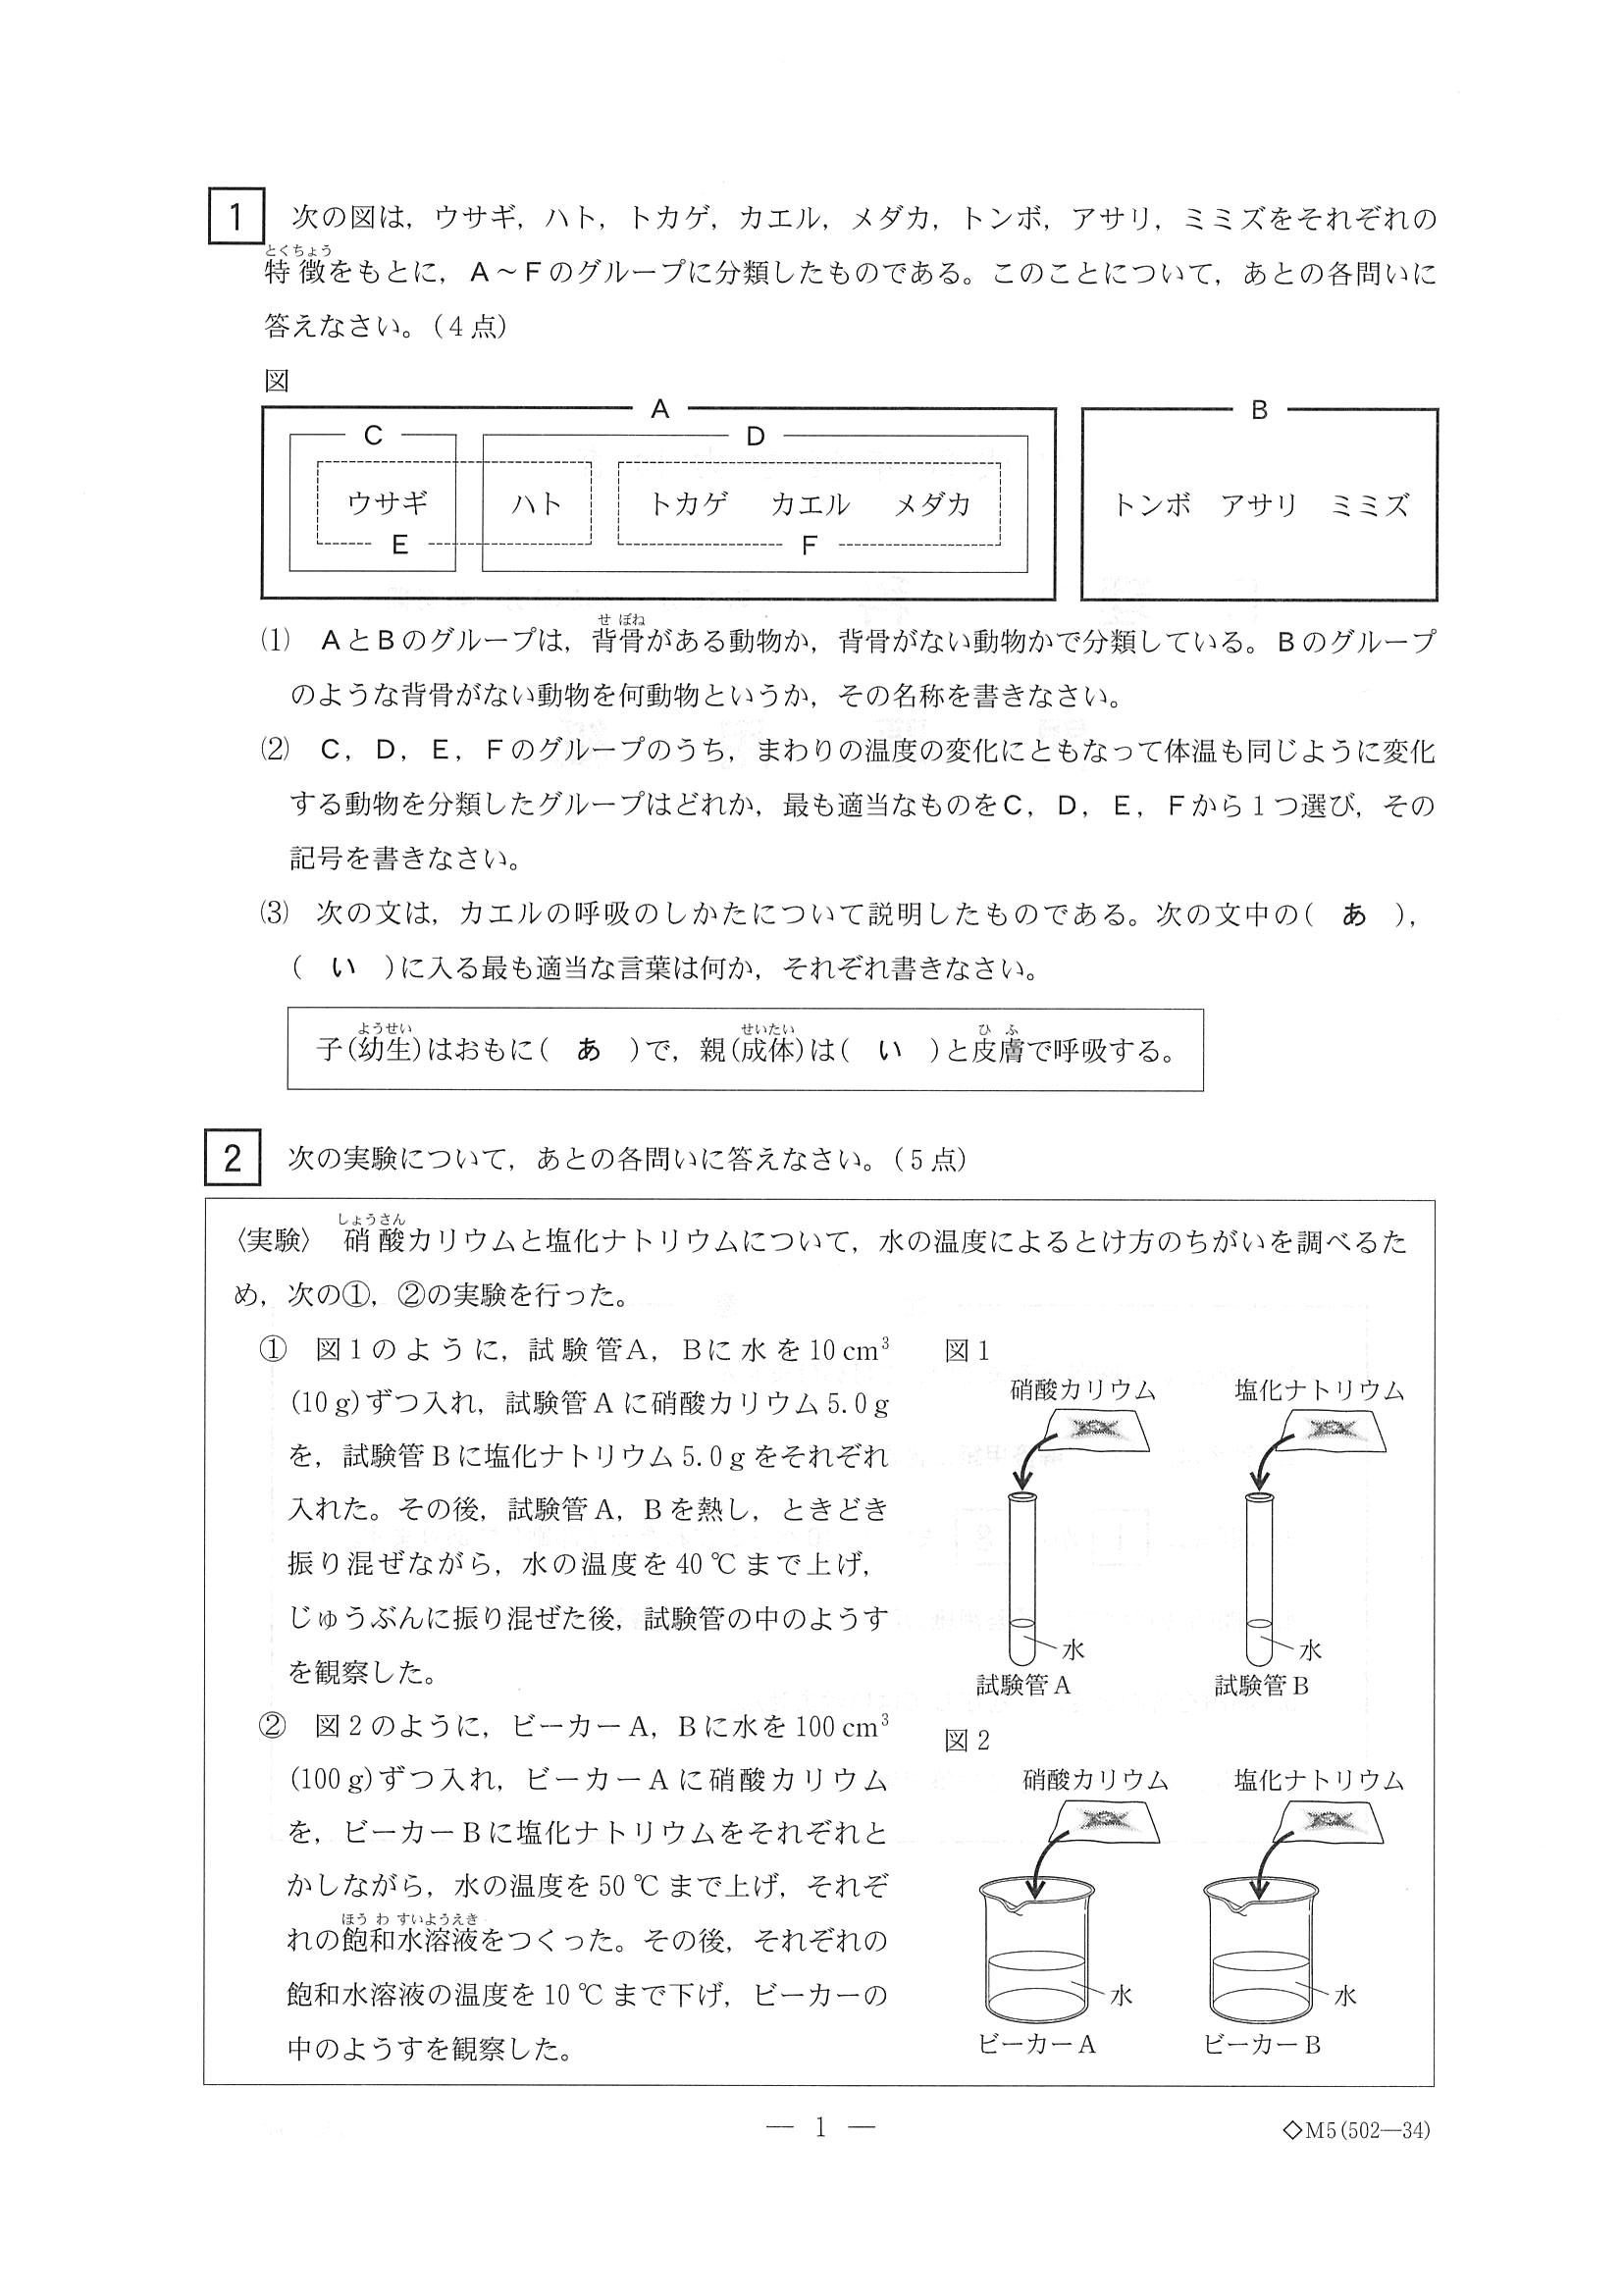 1 次の図は，ウサギ，ハト，トカゲ，カエル，メダカ，トンボ，アサリ，ミミズをそれぞれの
とくちょう
特徴をもとに，A～Fのグループに分類したものである。このことについて，あとの各問いに
答えなさい。(4点)
図
A B
C D
ウサギ ハト トカゲ カエル メダカ トンボ アサリ ミミズ
E F
せ ぼね
(1) AとBのグループは，背骨がある動物か，背骨がない動物かで分類している。Bのグループ
のような背骨がない動物を何動物というか，その名称を書きなさい。
(2) C，D，E，Fのグループのうち，まわりの温度の変化にともなって体温も同じように変化
する動物を分類したグループはどれか，最も適当なものをC，D，E，Fから1つ選び，その
記号を書きなさい。
(3) 次の文は，カエルの呼吸のしかたについて説明したものである。次の文中の( あ )，
( い )に入る最も適当な言葉は何か，それぞれ書きなさい。
ようせい せいたい ひ ふ
子(幼生)はおもに( あ )で，親(成体)は( い )と皮膚で呼吸する。
2 次の実験について，あとの各問いに答えなさい。(5点)
しょうさん
〈実験〉 硝酸カリウムと塩化ナトリウムについて，水の温度によるとけ方のちがいを調べるた
め，次の①，②の実験を行った。
① 図1のように，試験管A，Bに水を10 cm³
(10 g)ずつ入れ，試験管Aに硝酸カリウム5.0 g
を，試験管Bに塩化ナトリウム5.0 gをそれぞれ
入れた。その後，試験管A，Bを熱し，ときどき
振り混ぜながら，水の温度を40 ℃まで上げ，
じゅうぶんに振り混ぜた後，試験管の中のようす
を観察した。
図1
硝酸カリウム 塩化ナトリウム
水 水
試験管A 試験管B
② 図2のように，ビーカーA，Bに水を100 cm³
(100 g)ずつ入れ，ビーカーAに硝酸カリウム
を，ビーカーBに塩化ナトリウムをそれぞれと
かしながら，水の温度を50 ℃まで上げ，それぞ
ほう わ すいようえき
れの飽和水溶液をつくった。その後，それぞれの
飽和水溶液の温度を10 ℃まで下げ，ビーカーの
中のようすを観察した。
図2
硝酸カリウム 塩化ナトリウム
水 水
ビーカーA ビーカーB
— 1 —
◇M5(502—34)